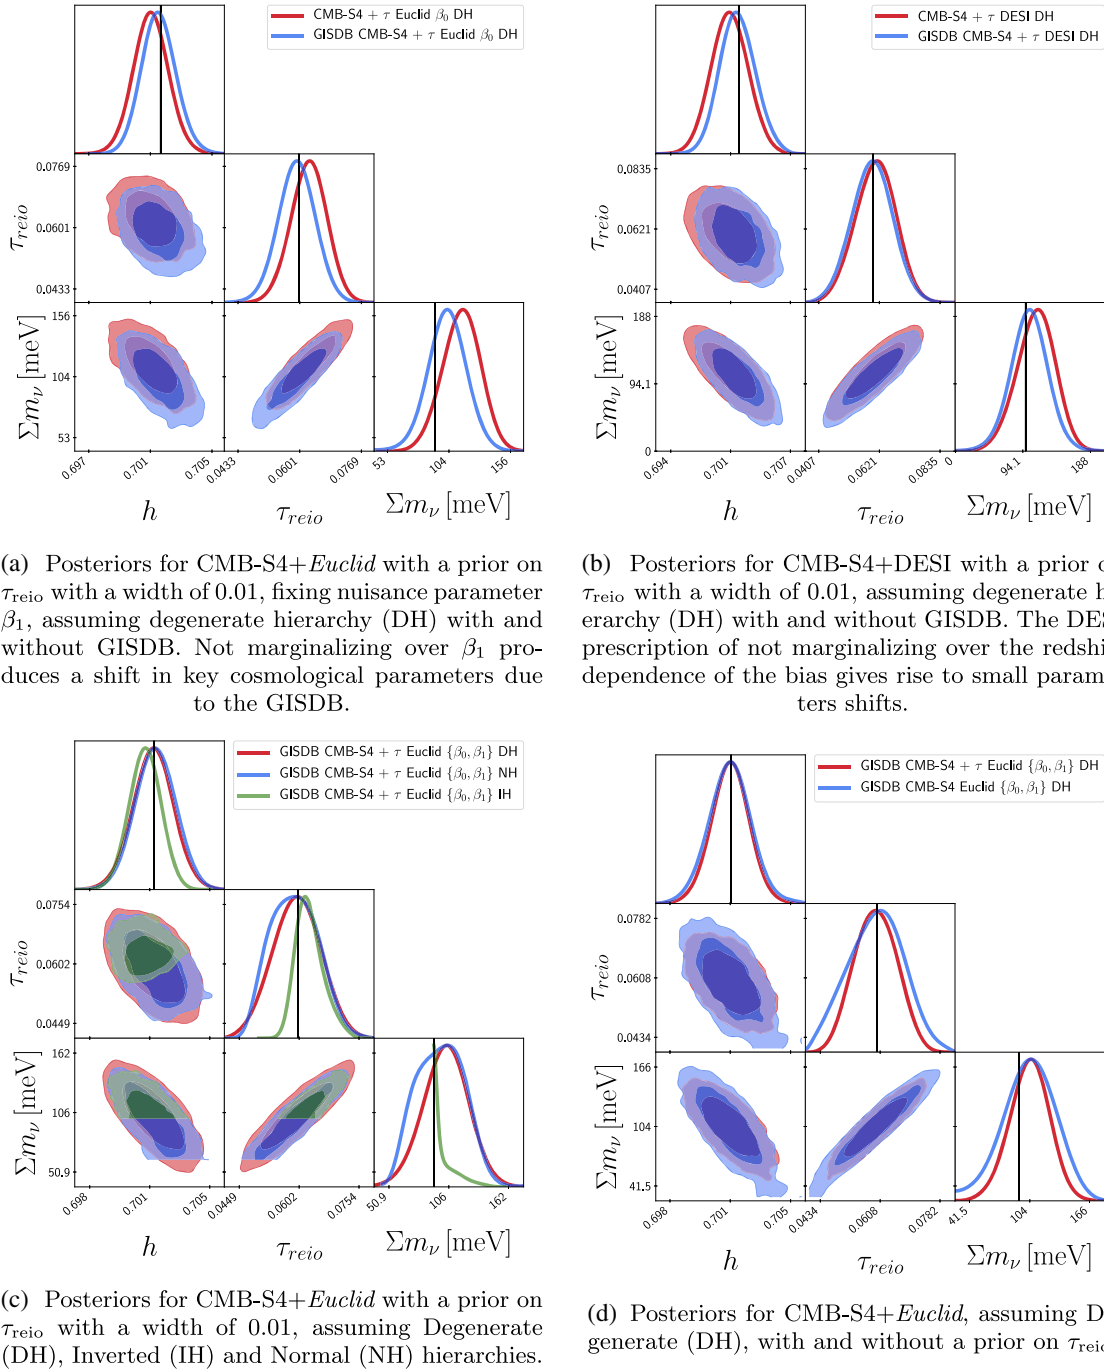 CMB-S4 + τ Euclid β₀ DH
GISDB CMB-S4 + τ Euclid β₀ DH
0.0769
0.0601
0.0433
τreio
156
104
53
Σmν [meV]
0.697
0.701
0.705
0.0433
0.0601
0.0769
53
104
156
h
τreio
Σmν [meV]
(a) Posteriors for CMB-S4+Euclid with a prior on
τreio with a width of 0.01, fixing nuisance parameter
β₁, assuming degenerate hierarchy (DH) with and
without GISDB. Not marginalizing over β₁ pro-
duces a shift in key cosmological parameters due
to the GISDB.
CMB-S4 + τ DESI DH
GISDB CMB-S4 + τ DESI DH
0.0835
0.0621
0.0407
τreio
188
94.1
0
Σmν [meV]
0.694
0.701
0.707
0.0407
0.0621
0.0835
0
94.1
188
h
τreio
Σmν [meV]
(b) Posteriors for CMB-S4+DESI with a prior o
τreio with a width of 0.01, assuming degenerate h
erarchy (DH) with and without GISDB. The DES
prescription of not marginalizing over the redshi
dependence of the bias gives rise to small param
ters shifts.
GISDB CMB-S4 + τ Euclid {β₀, β₁} DH
GISDB CMB-S4 + τ Euclid {β₀, β₁} NH
GISDB CMB-S4 + τ Euclid {β₀, β₁} IH
0.0754
0.0602
0.0449
τreio
162
106
50.9
Σmν [meV]
0.698
0.701
0.705
0.0449
0.0602
0.0754
50.9
106
162
h
τreio
Σmν [meV]
(c) Posteriors for CMB-S4+Euclid with a prior on
τreio with a width of 0.01, assuming Degenerate
(DH), Inverted (IH) and Normal (NH) hierarchies.
GISDB CMB-S4 + τ Euclid {β₀, β₁} DH
GISDB CMB-S4 Euclid {β₀, β₁} DH
0.0782
0.0608
0.0434
τreio
166
104
41.5
Σmν [meV]
0.698
0.701
0.705
0.0434
0.0608
0.0782
41.5
104
166
h
τreio
Σmν [meV]
(d) Posteriors for CMB-S4+Euclid, assuming D
generate (DH), with and without a prior on τreio